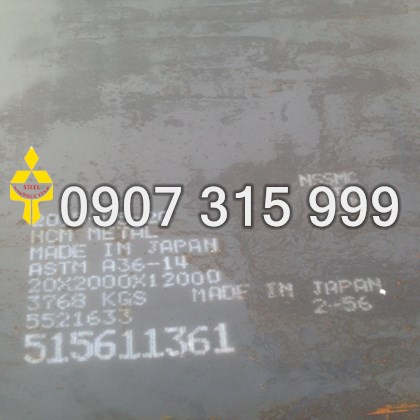 NSSMC
STEEL
0907 315 999
HCM METAL
MADE IN JAPAN
ASTM A36-14
20X2000X12000
3768 KGS
MADE IN JAPAN
5521633
2-56
515611361